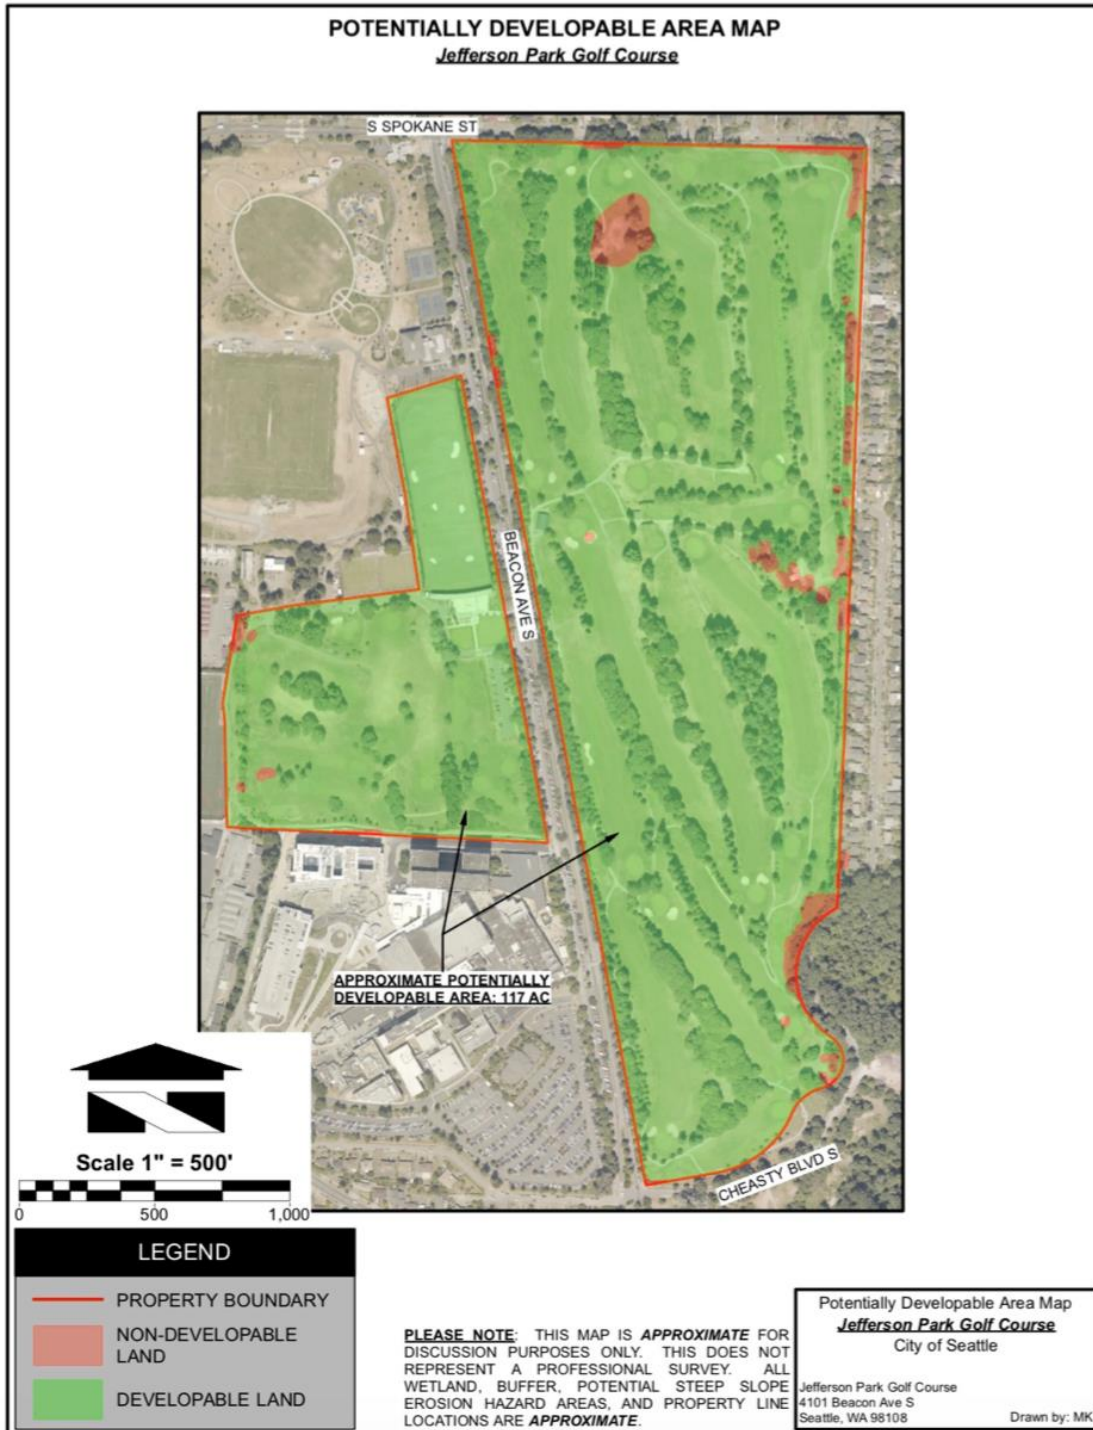 POTENTIALLY DEVELOPABLE AREA MAP
Jefferson Park Golf Course
S SPOKANE ST
BEACON AVE S
APPROXIMATE POTENTIALLY
DEVELOPABLE AREA: 117 AC
CHEASTY BLVD S
Scale 1" = 500'
0 500 1,000
LEGEND
PROPERTY BOUNDARY
NON-DEVELOPABLE
LAND
DEVELOPABLE LAND
PLEASE NOTE: THIS MAP IS APPROXIMATE FOR
DISCUSSION PURPOSES ONLY. THIS DOES NOT
REPRESENT A PROFESSIONAL SURVEY. ALL
WETLAND, BUFFER, POTENTIAL STEEP SLOPE
EROSION HAZARD AREAS, AND PROPERTY LINE
LOCATIONS ARE APPROXIMATE.
Potentially Developable Area Map
Jefferson Park Golf Course
City of Seattle
Jefferson Park Golf Course
4101 Beacon Ave S
Seattle, WA 98108 Drawn by: MK